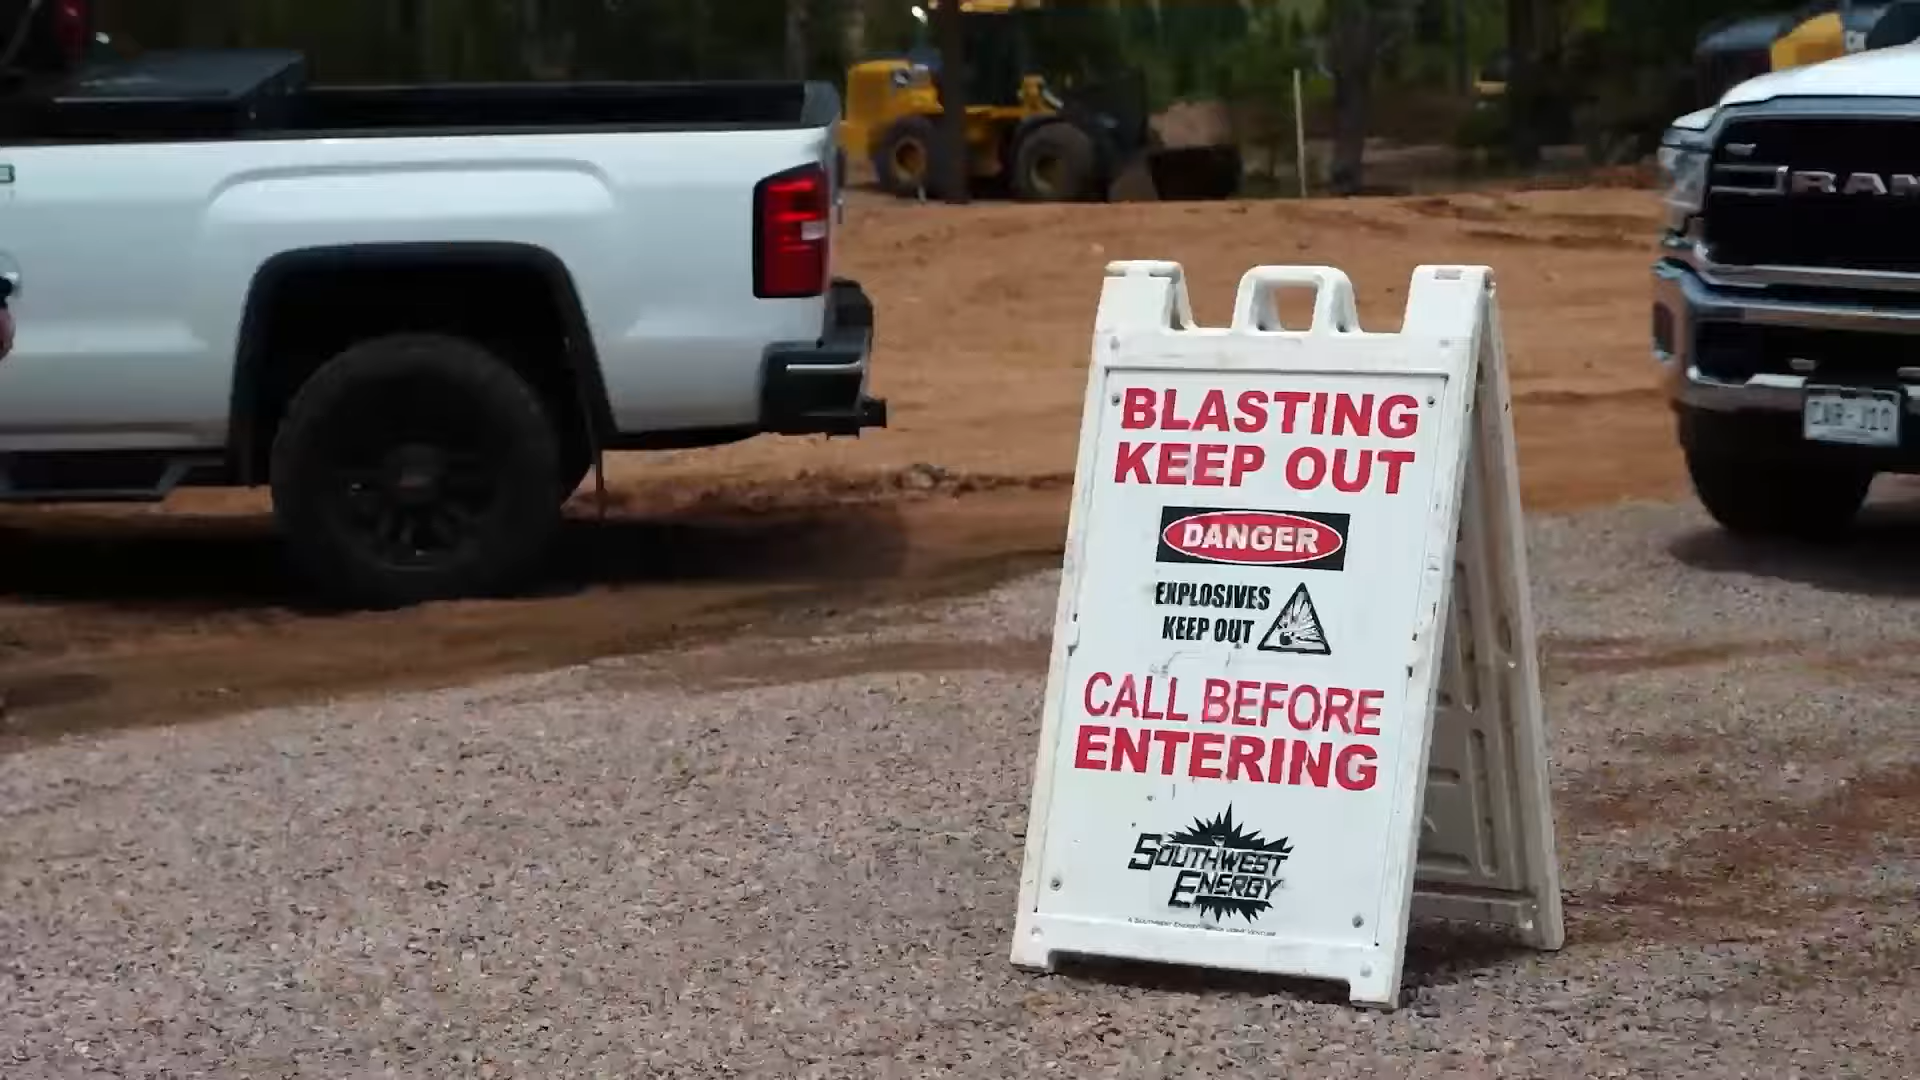 BLASTING
KEEP OUT
DANGER
EXPLOSIVES
KEEP OUT
CALL BEFORE
ENTERING
SOUTHWEST
ENERGY
RAM